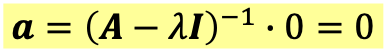 a = (A − λI)⁻¹ · 0 = 0